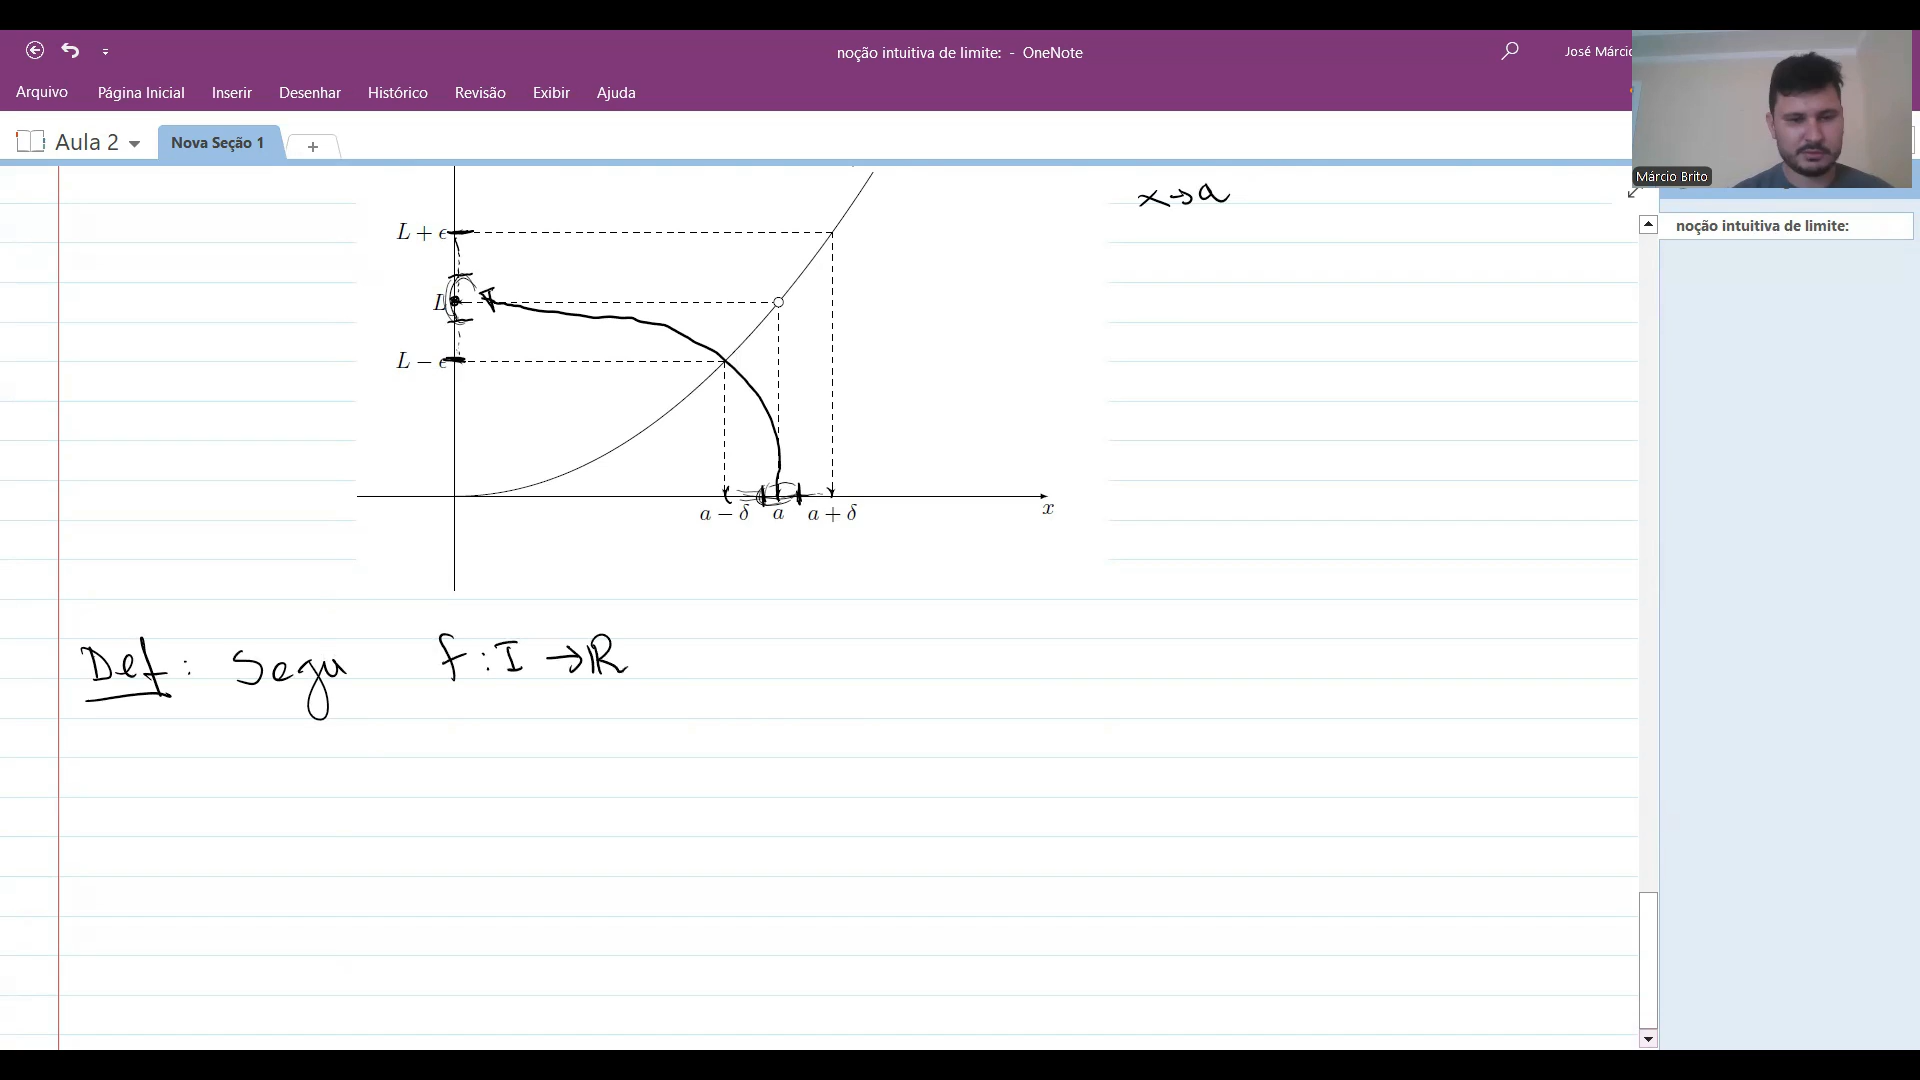 noção intuitiva de limite: - OneNote
José Márcio
Arquivo Página Inicial Inserir Desenhar Histórico Revisão Exibir Ajuda
Aula 2 Nova Seção 1 +
Márcio Brito
x→a
noção intuitiva de limite:
L + ϵ
L
L − ϵ
a − δ a a + δ x
Def: Segu f: I → ℝ